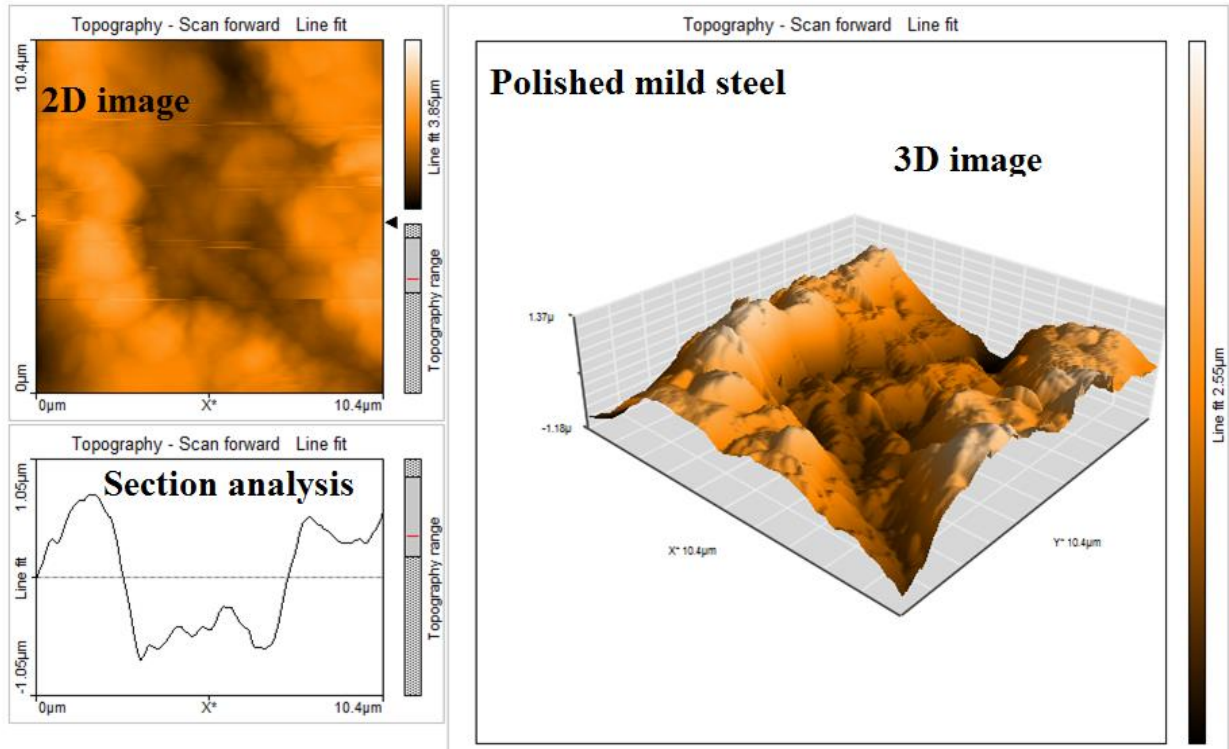 Topography - Scan forward Line fit
10.4µm
Y*
0µm
2D image
0µm
X*
10.4µm
Line fit 3.85µm
Topography range
Topography - Scan forward Line fit
1.05µm
Line fit
-1.05µm
Section analysis
0µm
X*
10.4µm
Topography range
Topography - Scan forward Line fit
Polished mild steel
3D image
1.37µ
-1.18µ
X* 10.4µm
Y* 10.4µm
Line fit 2.55µm